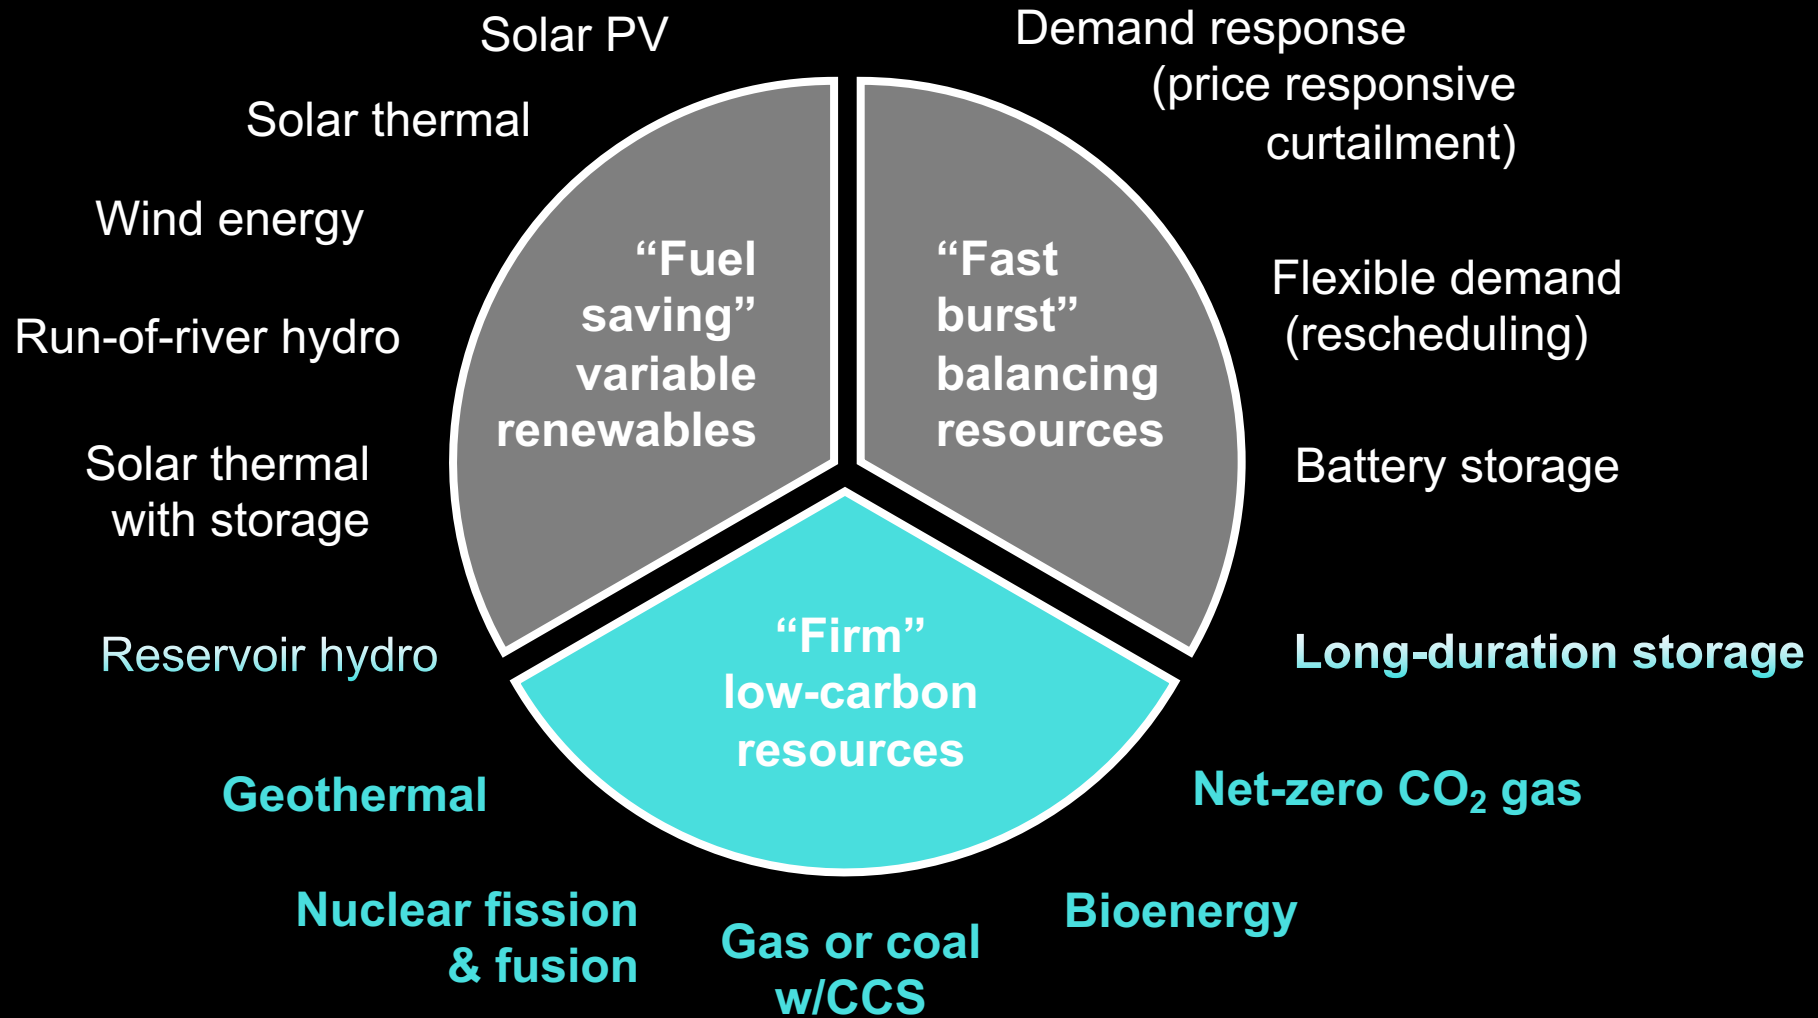 Solar PV
Solar thermal
Wind energy
Run-of-river hydro
Solar thermal
with storage
Reservoir hydro
“Fuel
saving”
variable
renewables
Demand response
(price responsive
curtailment)
Flexible demand
(rescheduling)
Battery storage
Long-duration storage
“Fast
burst”
balancing
resources
“Firm”
low-carbon
resources
Geothermal
Nuclear fission
& fusion
Gas or coal
w/CCS
Bioenergy
Net-zero CO₂ gas